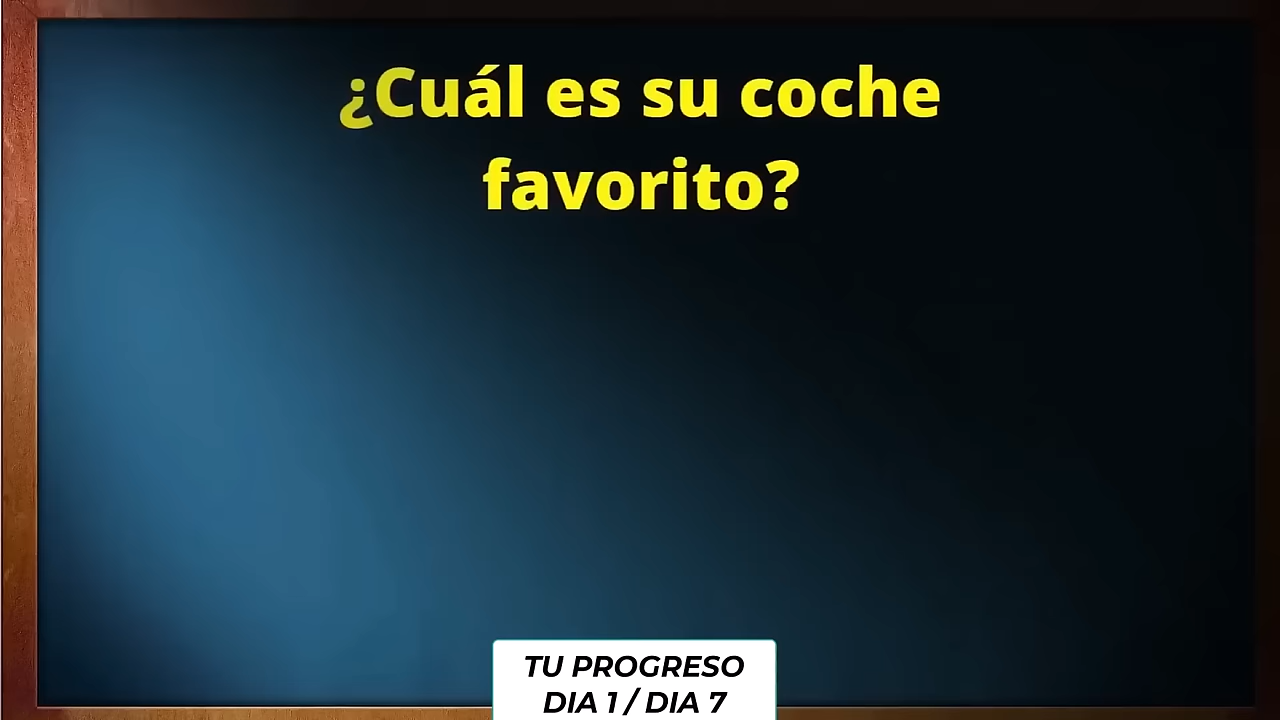 ¿Cuál es su coche
favorito?
TU PROGRESO
DIA 1 / DIA 7